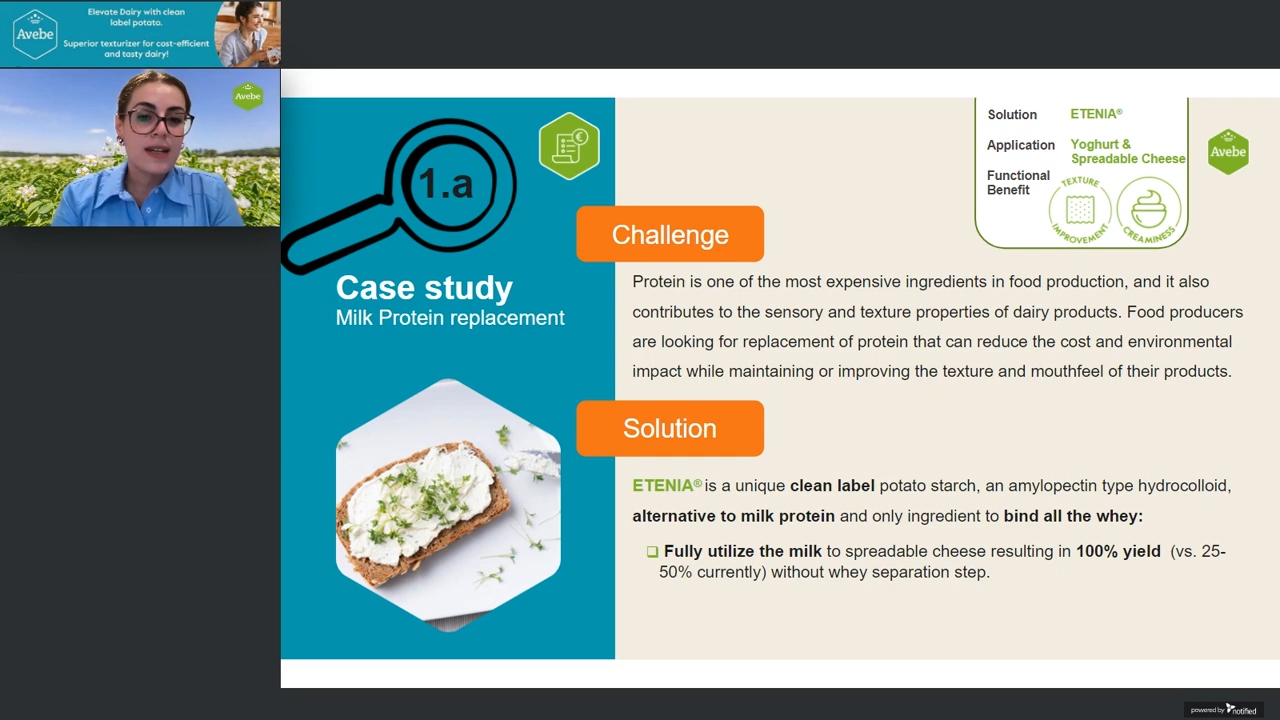 Elevate Dairy with clean
label potato.
Avebe
Superior texturizer for cost-efficient
and tasty dairy!
Avebe
1.a
€
Case study
Milk Protein replacement
Solution ETENIA®
Application Yoghurt &
Spreadable Cheese
Functional
Benefit
TEXTURE
IMPROVEMENT
CREAMINESS
Avebe
Challenge
Protein is one of the most expensive ingredients in food production, and it also
contributes to the sensory and texture properties of dairy products. Food producers
are looking for replacement of protein that can reduce the cost and environmental
impact while maintaining or improving the texture and mouthfeel of their products.
Solution
ETENIA® is a unique clean label potato starch, an amylopectin type hydrocolloid,
alternative to milk protein and only ingredient to bind all the whey:
❑ Fully utilize the milk to spreadable cheese resulting in 100% yield (vs. 25-
50% currently) without whey separation step.
powered by notified